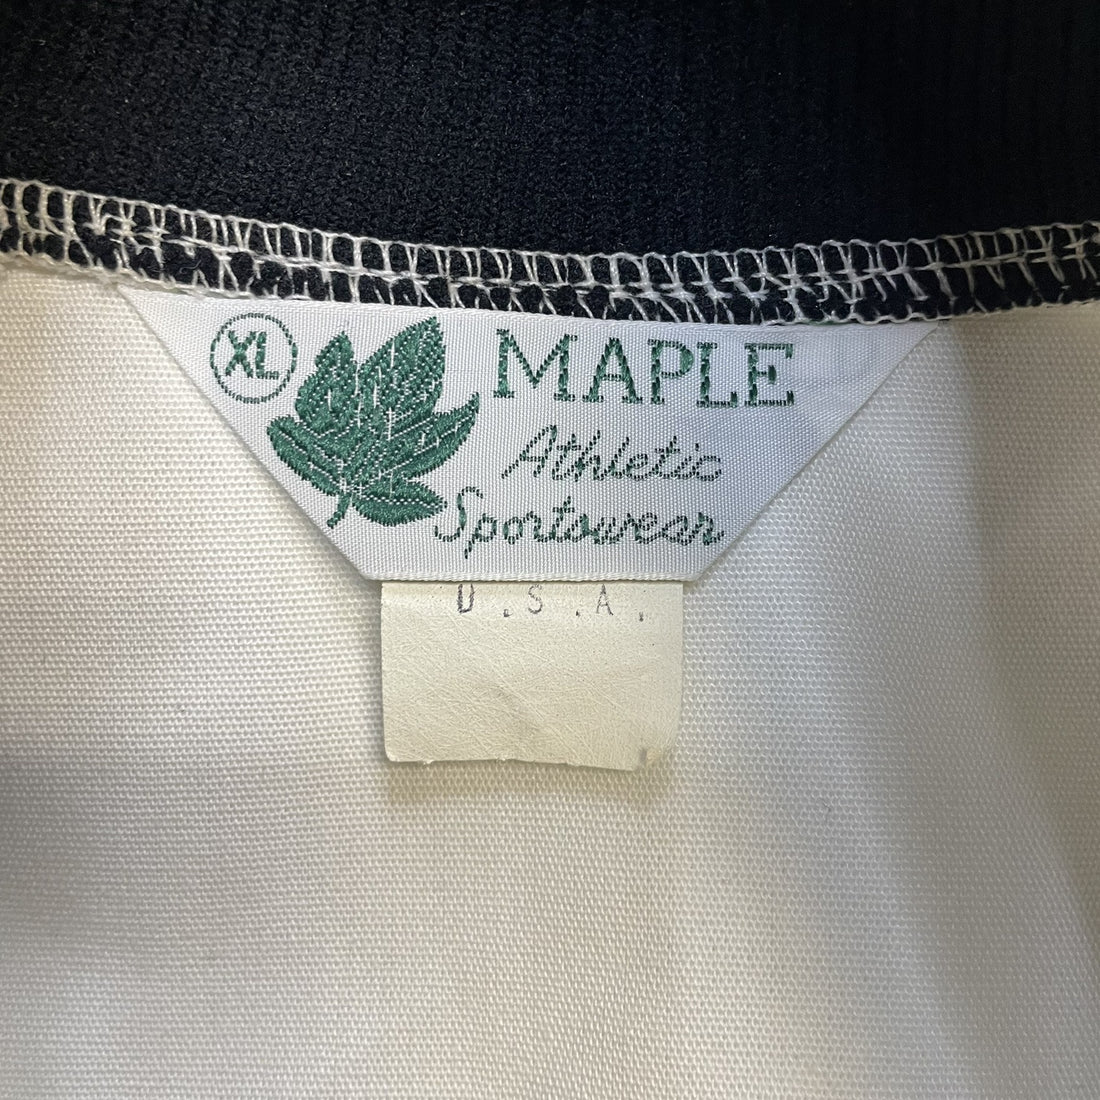 XL
MAPLE
Athletic
Sportswear
U.S.A.